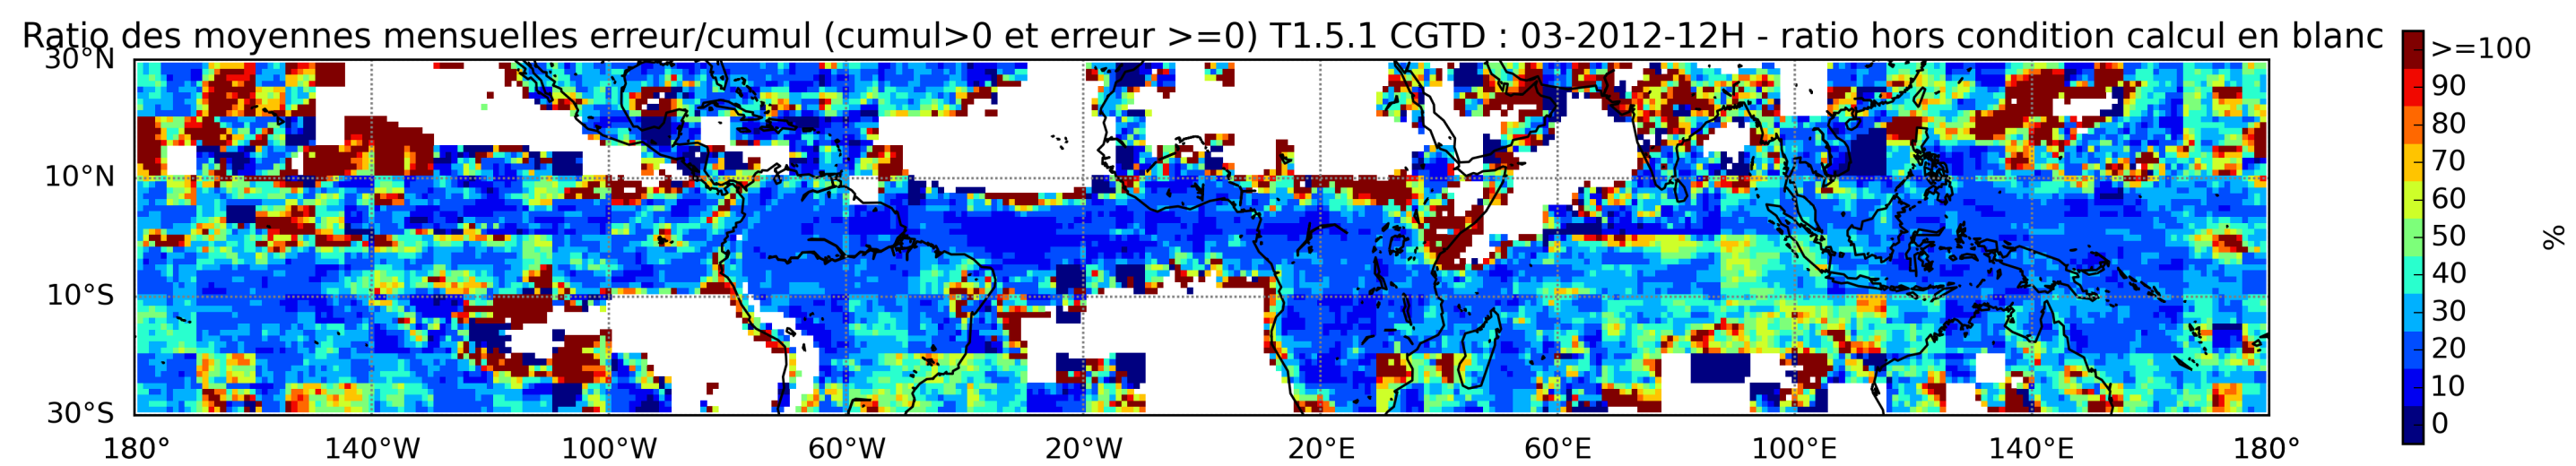 Ratio des moyennes mensuelles erreur/cumul (cumul>0 et erreur >=0) T1.5.1 CGTD : 03-2012-12H - ratio hors condition calcul en blanc
30°N
10°N
10°S
30°S
180°
140°W
100°W
60°W
20°W
20°E
60°E
100°E
140°E
180°
>=100
90
80
70
60
50
40
30
20
10
0
%